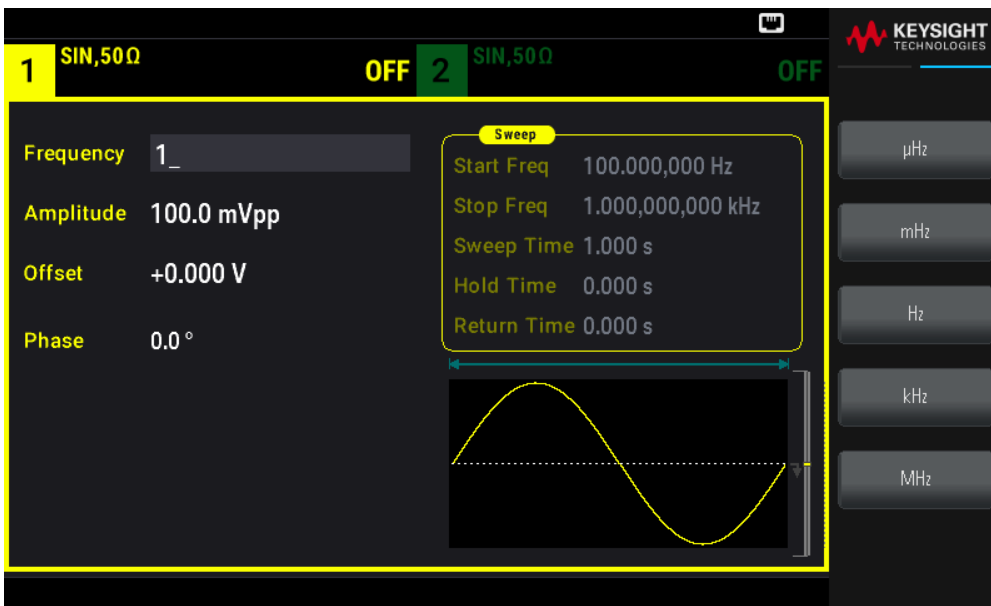 KEYSIGHT
TECHNOLOGIES
1 SIN,50Ω OFF 2 SIN,50Ω OFF
Frequency 1_
Amplitude 100.0 mVpp
Offset +0.000 V
Phase 0.0 °
Sweep
Start Freq 100.000,000 Hz
Stop Freq 1.000,000,000 kHz
Sweep Time 1.000 s
Hold Time 0.000 s
Return Time 0.000 s
µHz
mHz
Hz
kHz
MHz